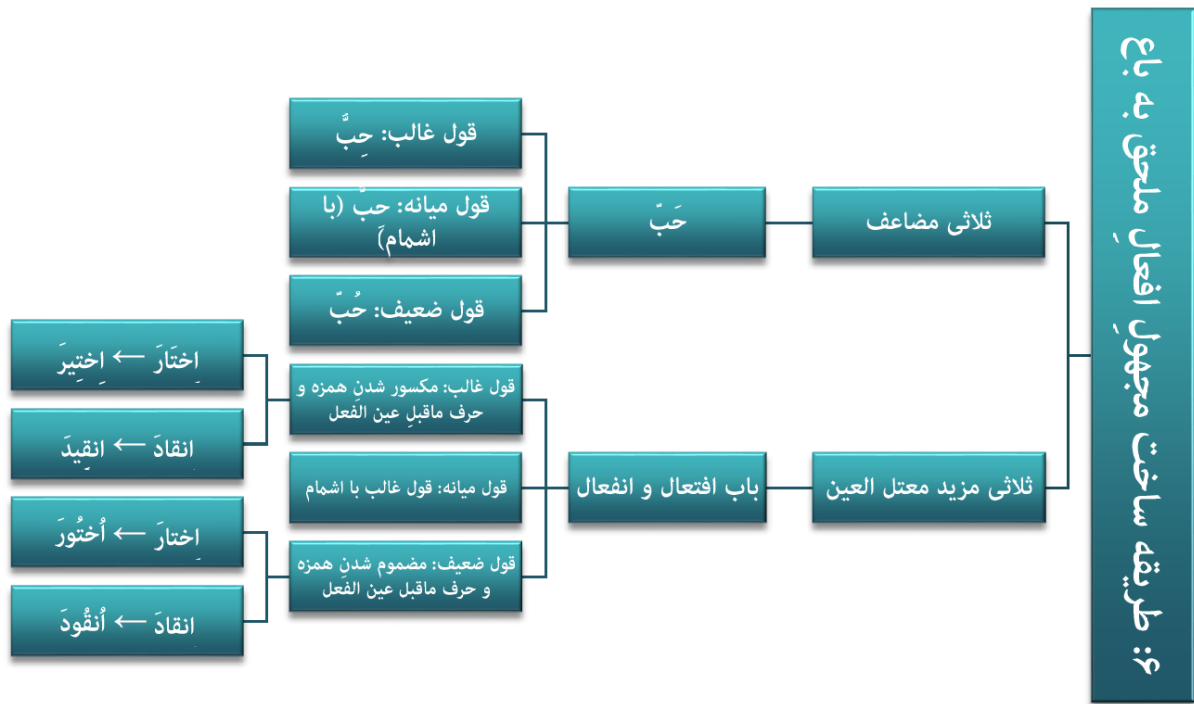 ۶: طریقه ساخت مجهولِ افعالِ ملحق به باع
ثلاثی مضاعف
حَبّ
قول غالب: حِبَّ
قول میانه: حبَّ (با
اشمام)
قول ضعیف: حُبّ
ثلاثی مزید معتل العین
باب افتعال و انفعال
قول غالب: مکسور شدنِ همزه و
حرف ماقبلِ عین الفعل
اِختَارَ ← اِختِیرَ
اِنقادَ ← اِنقِیدَ
قول میانه: قول غالب با اشمام
قول ضعیف: مضموم شدنِ همزه
و حرف ماقبل عین الفعل
اِختارَ ← اُختُورَ
اِنقادَ ← اُنقُودَ